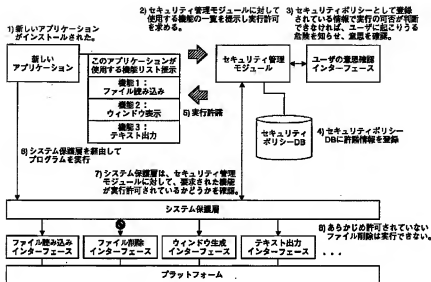 1) 新しいアプリケーション
がインストールされた。
2) セキュリティ管理モジュールに対して
使用する機能の一覧を提示し実行許可
を求める。
3) セキュリティポリシーとして登録
されている情報で実行の可否が判断
できなければ、ユーザに起こりうる
危険を知らせ、意思を確認。
新しい
アプリケーション
このアプリケーションが
使用する機能リスト提示
機能1:
ファイル読み込み
機能2:
ウィンドウ表示
機能3:
テキスト出力
5) 実行許諾
セキュリティ管理
モジュール
ユーザの意思確認
インターフェース
セキュリティ
ポリシーDB
4) セキュリティポリシー
DBに許諾情報を登録
6) システム保護層を経由して
プログラムを実行
7) システム保護層は、セキュリティ管理
モジュールに対して、要求された機能
が実行許可されているかどうかを確認。
システム保護層
8) あらかじめ許可されていない
ファイル削除は実行できない。
ファイル読み込み
インターフェース
ファイル削除
インターフェース
ウィンドウ生成
インターフェース
テキスト出力
インターフェース
・・・
プラットフォーム